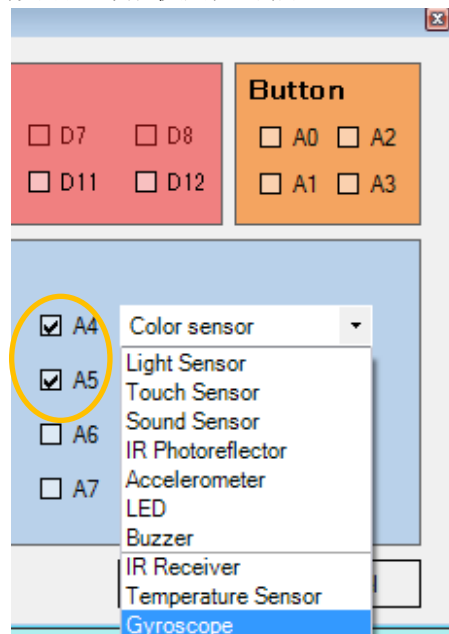 Button
D7 D8 A0 A2
D11 D12 A1 A3
A4 Color sensor
Light Sensor
A5 Touch Sensor
Sound Sensor
A6 IR Photoreflector
A7 Accelerometer
LED
Buzzer
IR Receiver
Temperature Sensor
Gyroscope